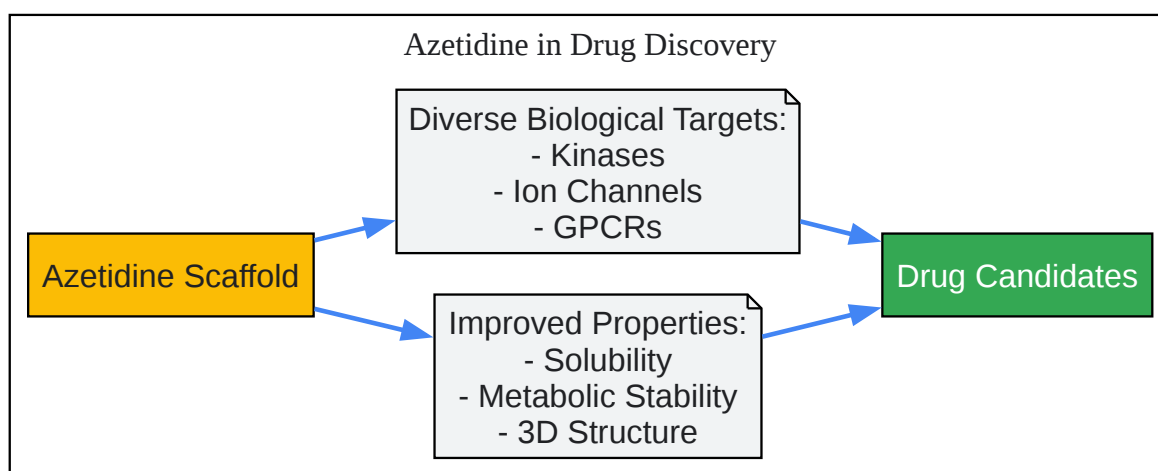 Azetidine in Drug Discovery
Diverse Biological Targets:
- Kinases
- Ion Channels
- GPCRs
Azetidine Scaffold
Drug Candidates
Improved Properties:
- Solubility
- Metabolic Stability
- 3D Structure